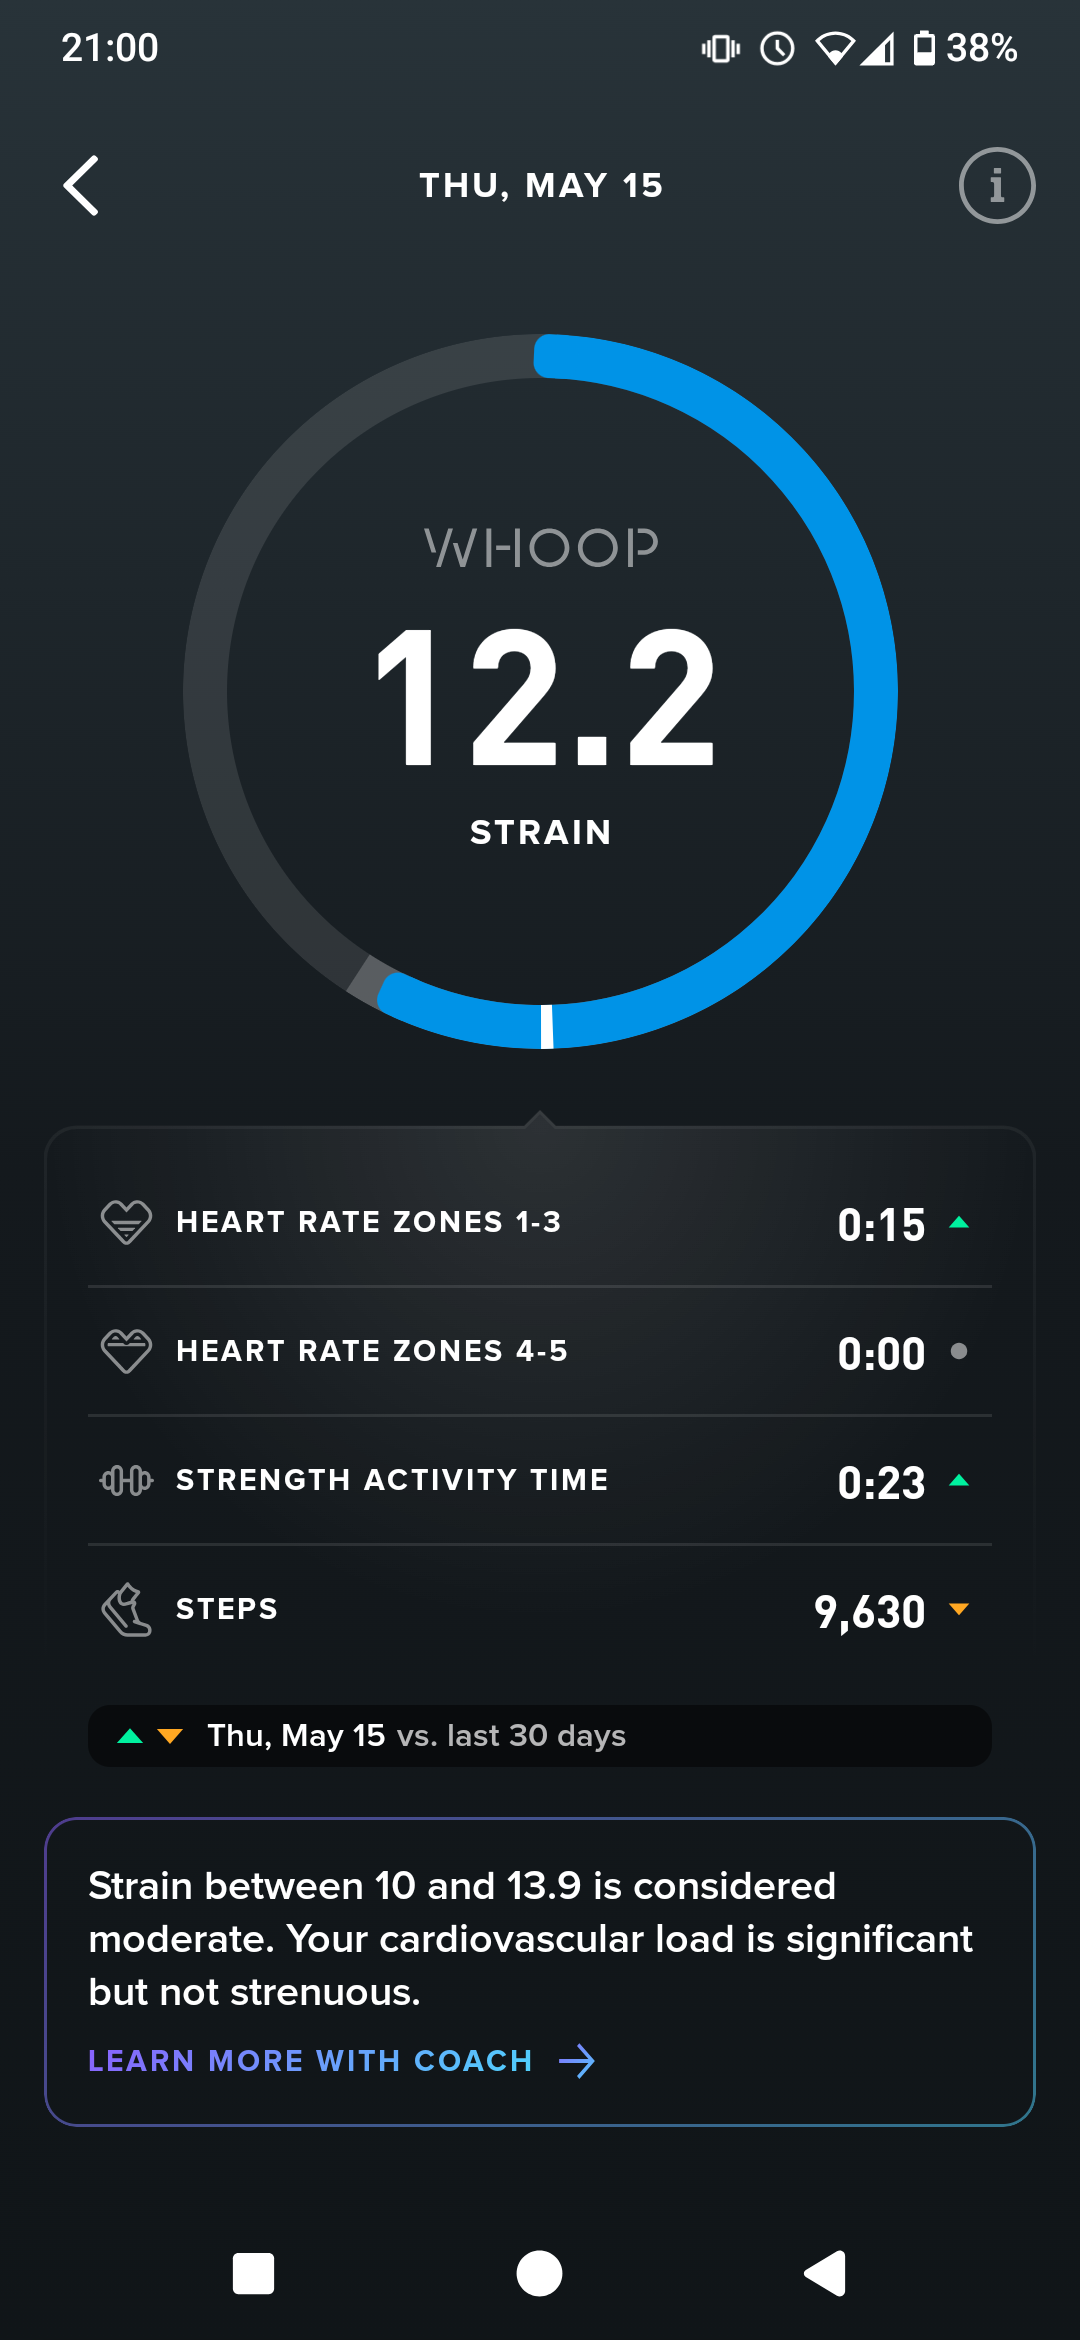 21:00
38%
THU, MAY 15
i
WHOOP
12.2
STRAIN
HEART RATE ZONES 1-3
0:15
HEART RATE ZONES 4-5
0:00
STRENGTH ACTIVITY TIME
0:23
STEPS
9,630
Thu, May 15 vs. last 30 days
Strain between 10 and 13.9 is considered
moderate. Your cardiovascular load is significant
but not strenuous.
LEARN MORE WITH COACH